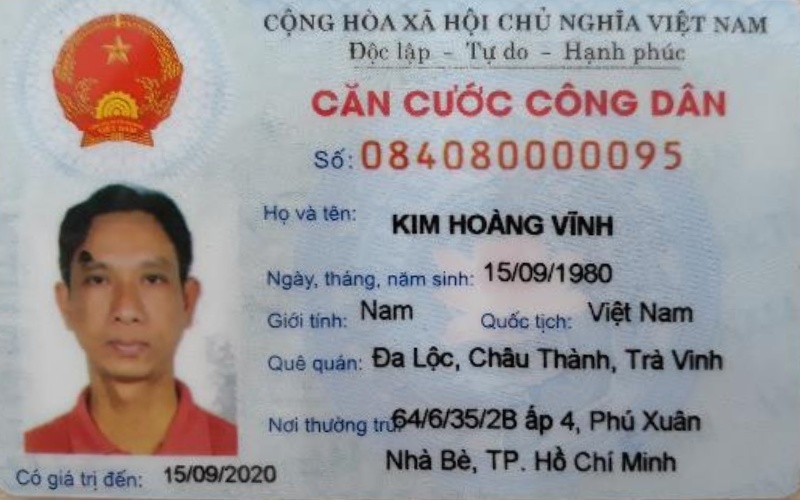 CỘNG HÒA XÃ HỘI CHỦ NGHĨA VIỆT NAM
Độc lập - Tự do - Hạnh phúc
CĂN CƯỚC CÔNG DÂN
Số: 084080000095
Họ và tên: KIM HOÀNG VĨNH
Ngày, tháng, năm sinh: 15/09/1980
Giới tính: Nam Quốc tịch: Việt Nam
Quê quán: Đa Lộc, Châu Thành, Trà Vinh
Nơi thường trú: 64/6/35/2B ấp 4, Phú Xuân
Nhà Bè, TP. Hồ Chí Minh
Có giá trị đến: 15/09/2020
VIỆT NAM